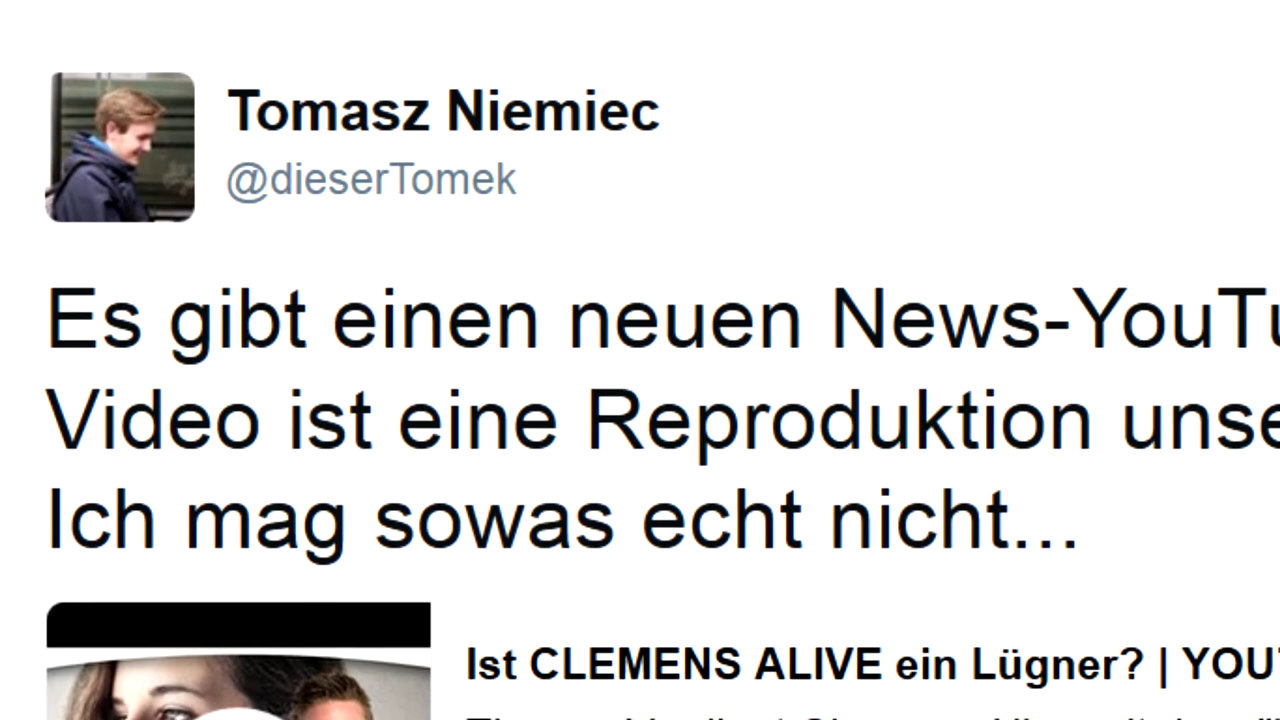 Tomasz Niemiec
@dieserTomek
Es gibt einen neuen News-YouTu
Video ist eine Reproduktion unse
Ich mag sowas echt nicht...
Ist CLEMENS ALIVE ein Lügner? | YOU